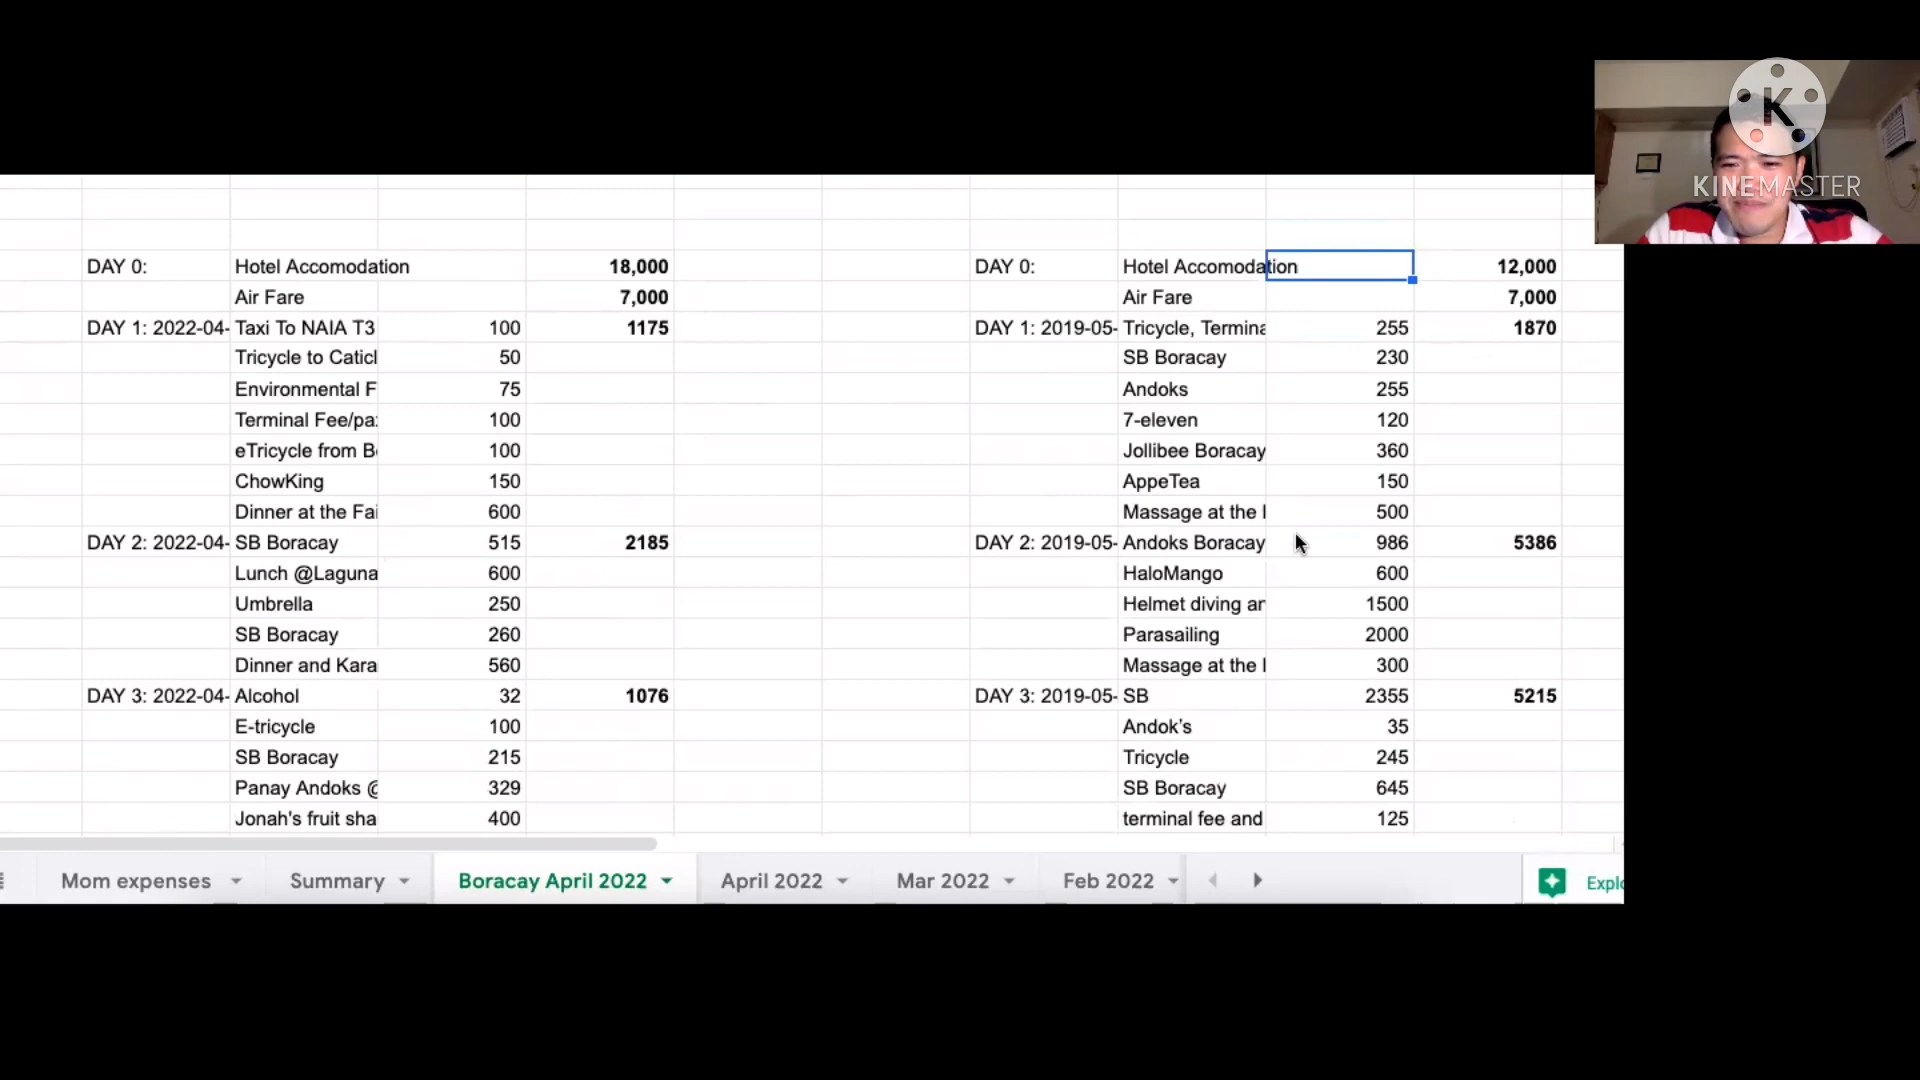 K
KINEMASTER
DAY 0: Hotel Accomodation 18,000 DAY 0: Hotel Accomodation 12,000
Air Fare 7,000 Air Fare 7,000
DAY 1: 2022-04- Taxi To NAIA T3 100 1175 DAY 1: 2019-05- Tricycle, Termina 255 1870
Tricycle to Caticl 50 SB Boracay 230
Environmental F 75 Andoks 255
Terminal Fee/pa 100 7-eleven 120
eTricycle from B 100 Jollibee Boracay 360
ChowKing 150 AppeTea 150
Dinner at the Fai 600 Massage at the 500
DAY 2: 2022-04- SB Boracay 515 2185 DAY 2: 2019-05- Andoks Boracay 986 5386
Lunch @Laguna 600 HaloMango 600
Umbrella 250 Helmet diving ar 1500
SB Boracay 260 Parasailing 2000
Dinner and Kara 560 Massage at the 300
DAY 3: 2022-04- Alcohol 32 1076 DAY 3: 2019-05- SB 2355 5215
E-tricycle 100 Andok's 35
SB Boracay 215 Tricycle 245
Panay Andoks @ 329 SB Boracay 645
Jonah's fruit sha 400 terminal fee and 125
Mom expenses Summary Boracay April 2022 April 2022 Mar 2022 Feb 2022 Explo